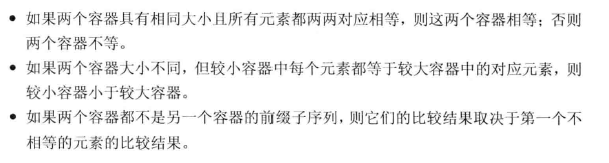 • 如果两个容器具有相同大小且所有元素都两两对应相等，则这两个容器相等；否则
两个容器不等。
• 如果两个容器大小不同，但较小容器中每个元素都等于较大容器中的对应元素，则
较小容器小于较大容器。
• 如果两个容器都不是另一个容器的前缀子序列，则它们的比较结果取决于第一个不
相等的元素的比较结果。